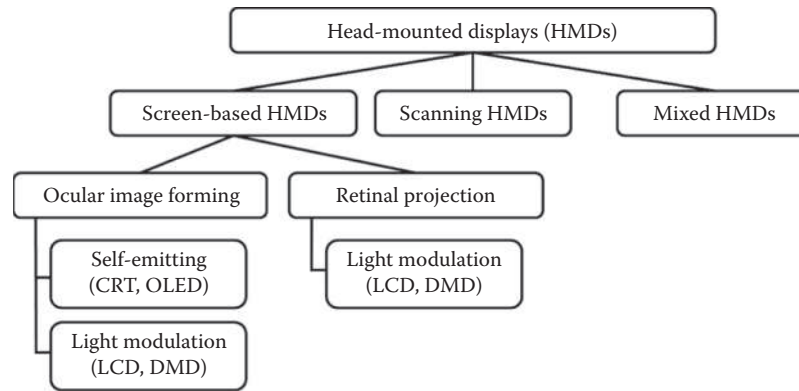 Head-mounted displays (HMDs)
Screen-based HMDs
Scanning HMDs
Mixed HMDs
Ocular image forming
Retinal projection
Self-emitting
(CRT, OLED)
Light modulation
(LCD, DMD)
Light modulation
(LCD, DMD)